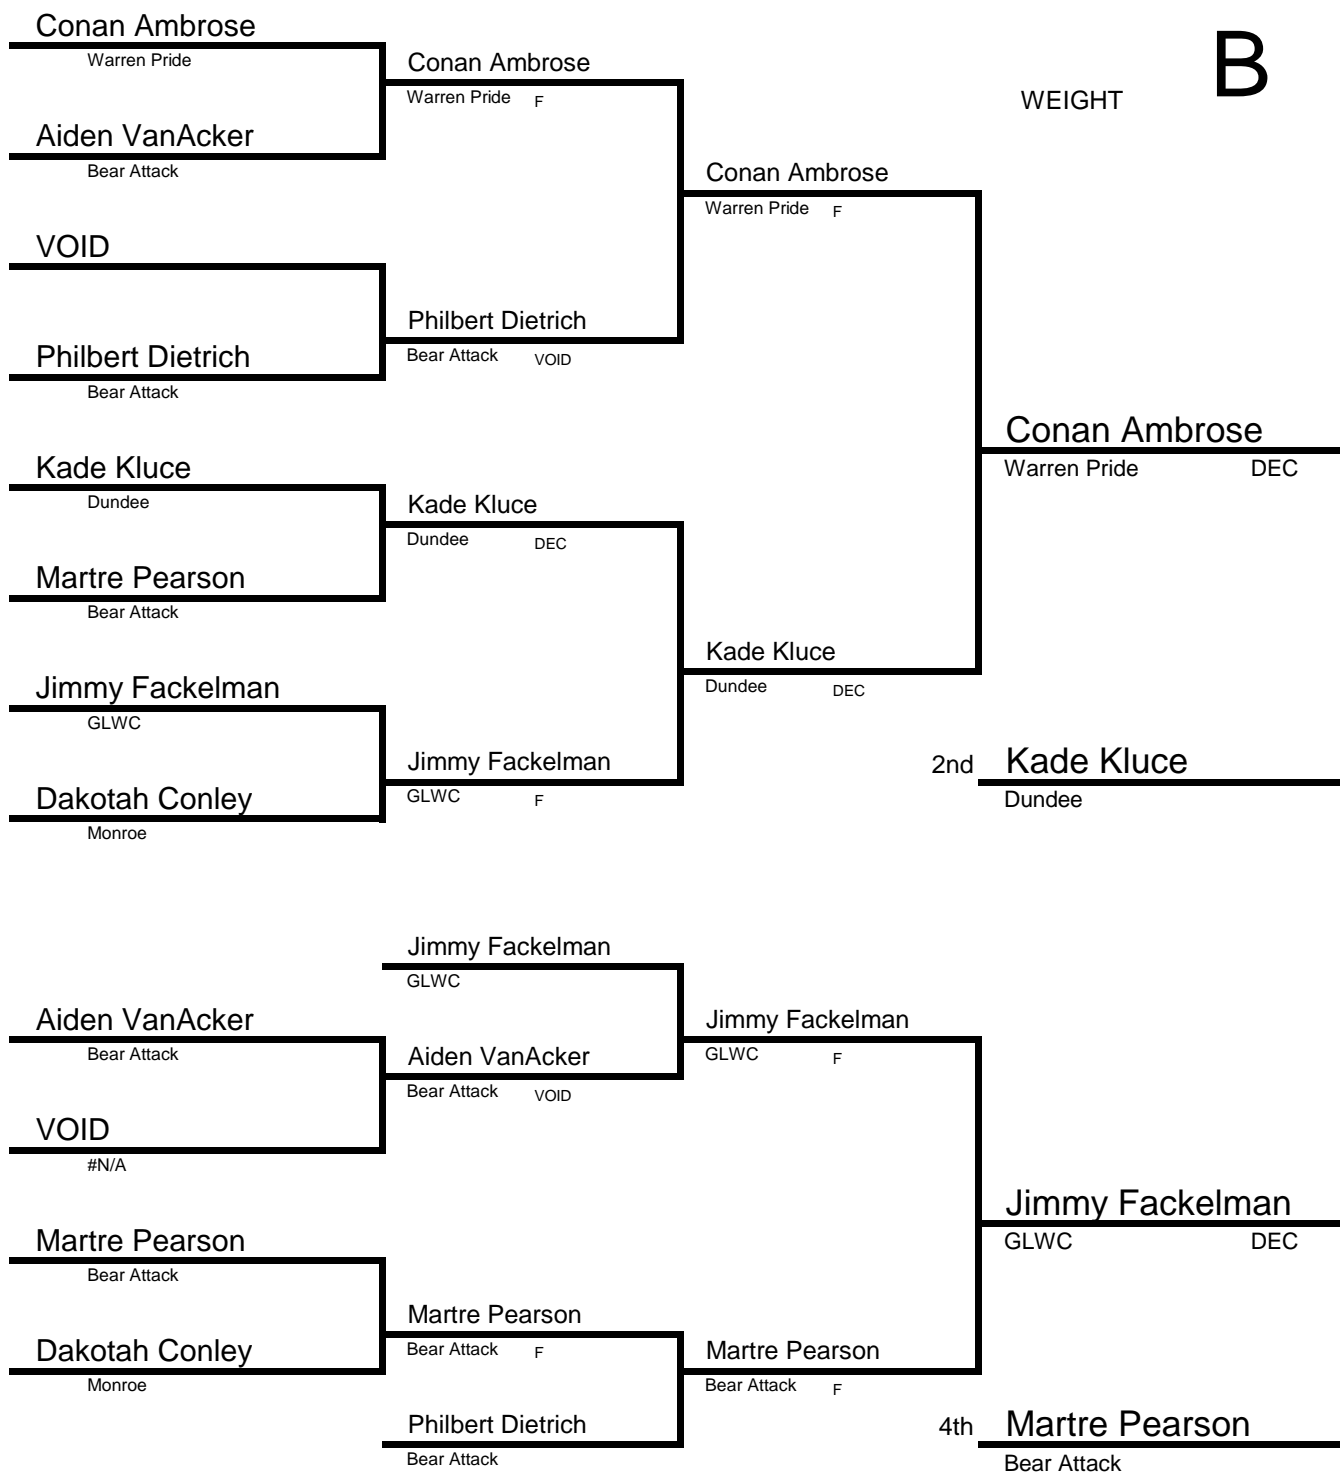 Conan Ambrose
Warren Pride
Conan Ambrose
Warren Pride F
B
WEIGHT
Aiden VanAcker
Bear Attack
Conan Ambrose
Warren Pride F
VOID
Philbert Dietrich
Bear Attack VOID
Philbert Dietrich
Bear Attack
Conan Ambrose
Warren Pride DEC
Kade Kluce
Dundee
Kade Kluce
Dundee DEC
Martre Pearson
Bear Attack
Kade Kluce
Dundee DEC
Jimmy Fackelman
GLWC
Jimmy Fackelman
GLWC F
2nd Kade Kluce
Dundee
Dakotah Conley
Monroe
Jimmy Fackelman
GLWC
Aiden VanAcker
Bear Attack
Jimmy Fackelman
GLWC F
Aiden VanAcker
Bear Attack VOID
VOID
#N/A
Jimmy Fackelman
GLWC DEC
Martre Pearson
Bear Attack
Martre Pearson
Bear Attack F
Dakotah Conley
Monroe
Martre Pearson
Bear Attack F
Philbert Dietrich
Bear Attack
4th Martre Pearson
Bear Attack